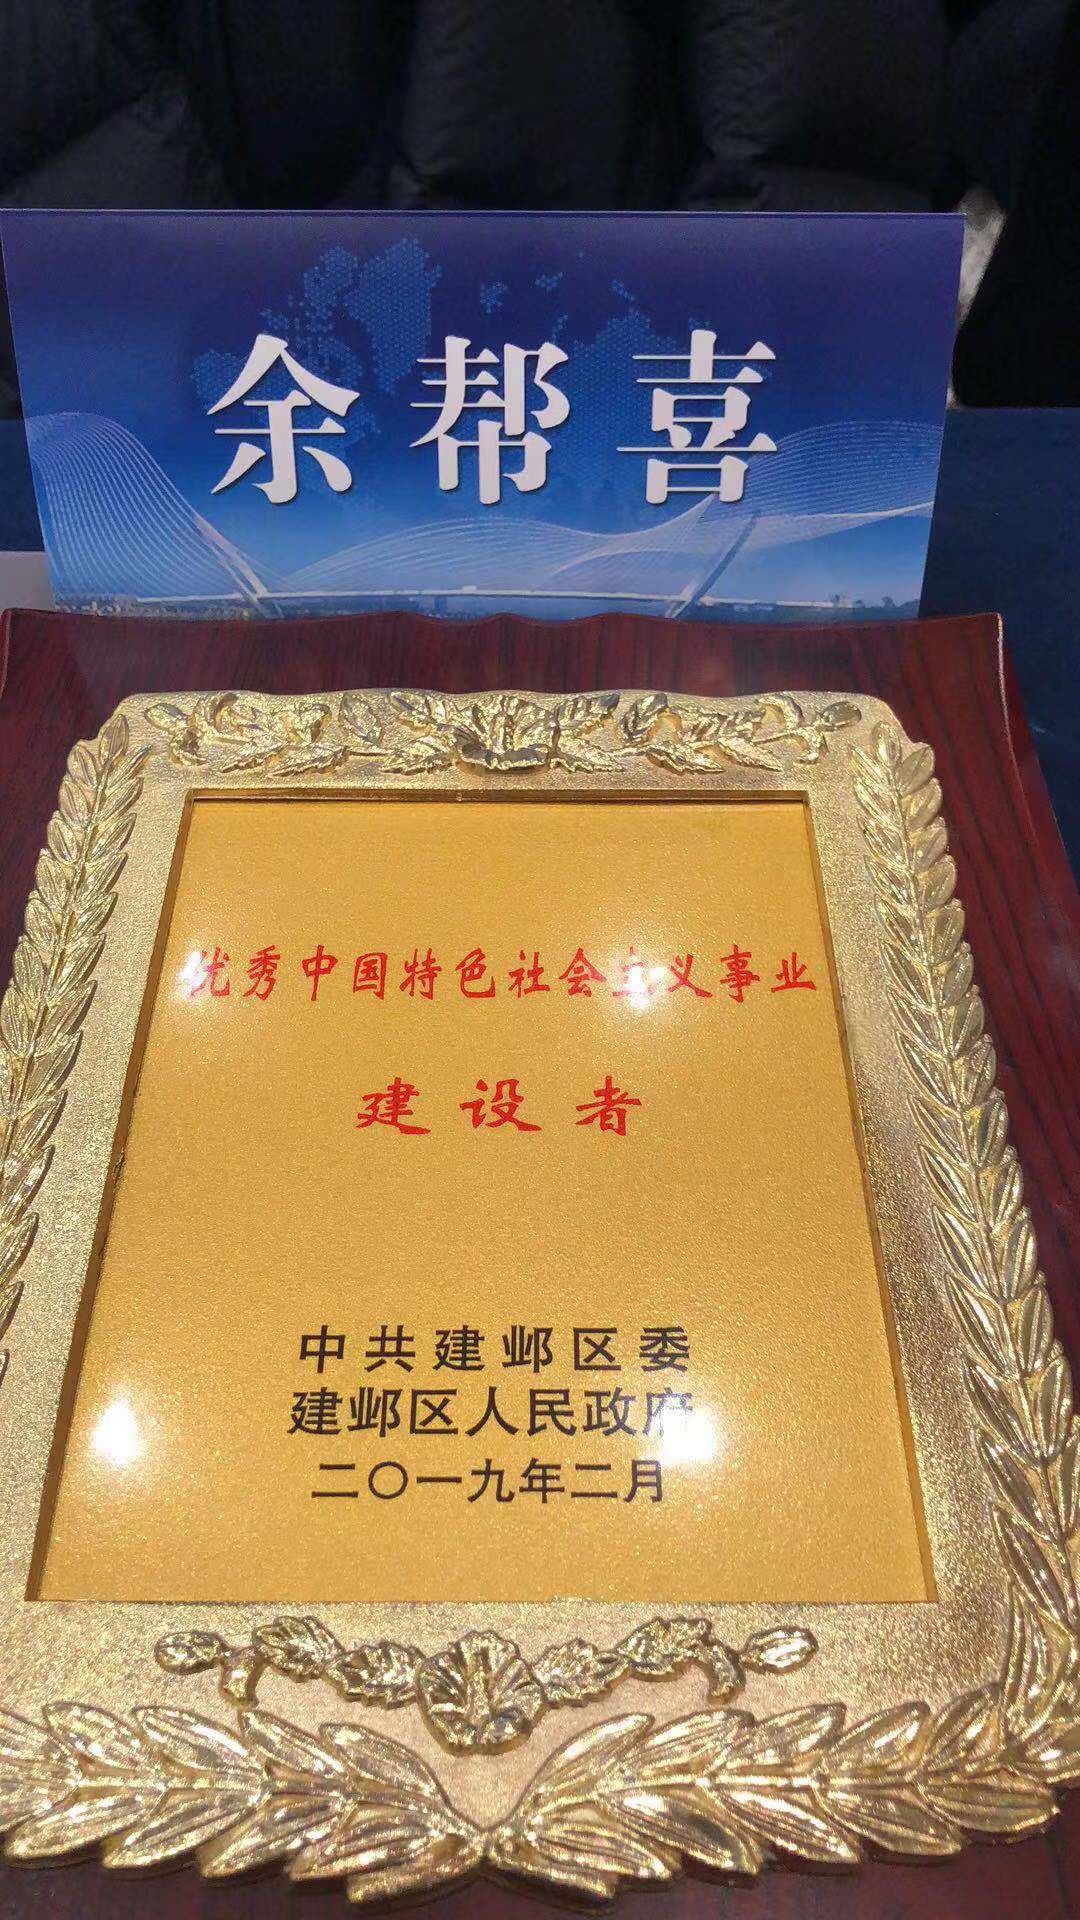 余帮喜
优秀中国特色社会主义事业
建设者
中共建邺区委
建邺区人民政府
二〇一九年二月